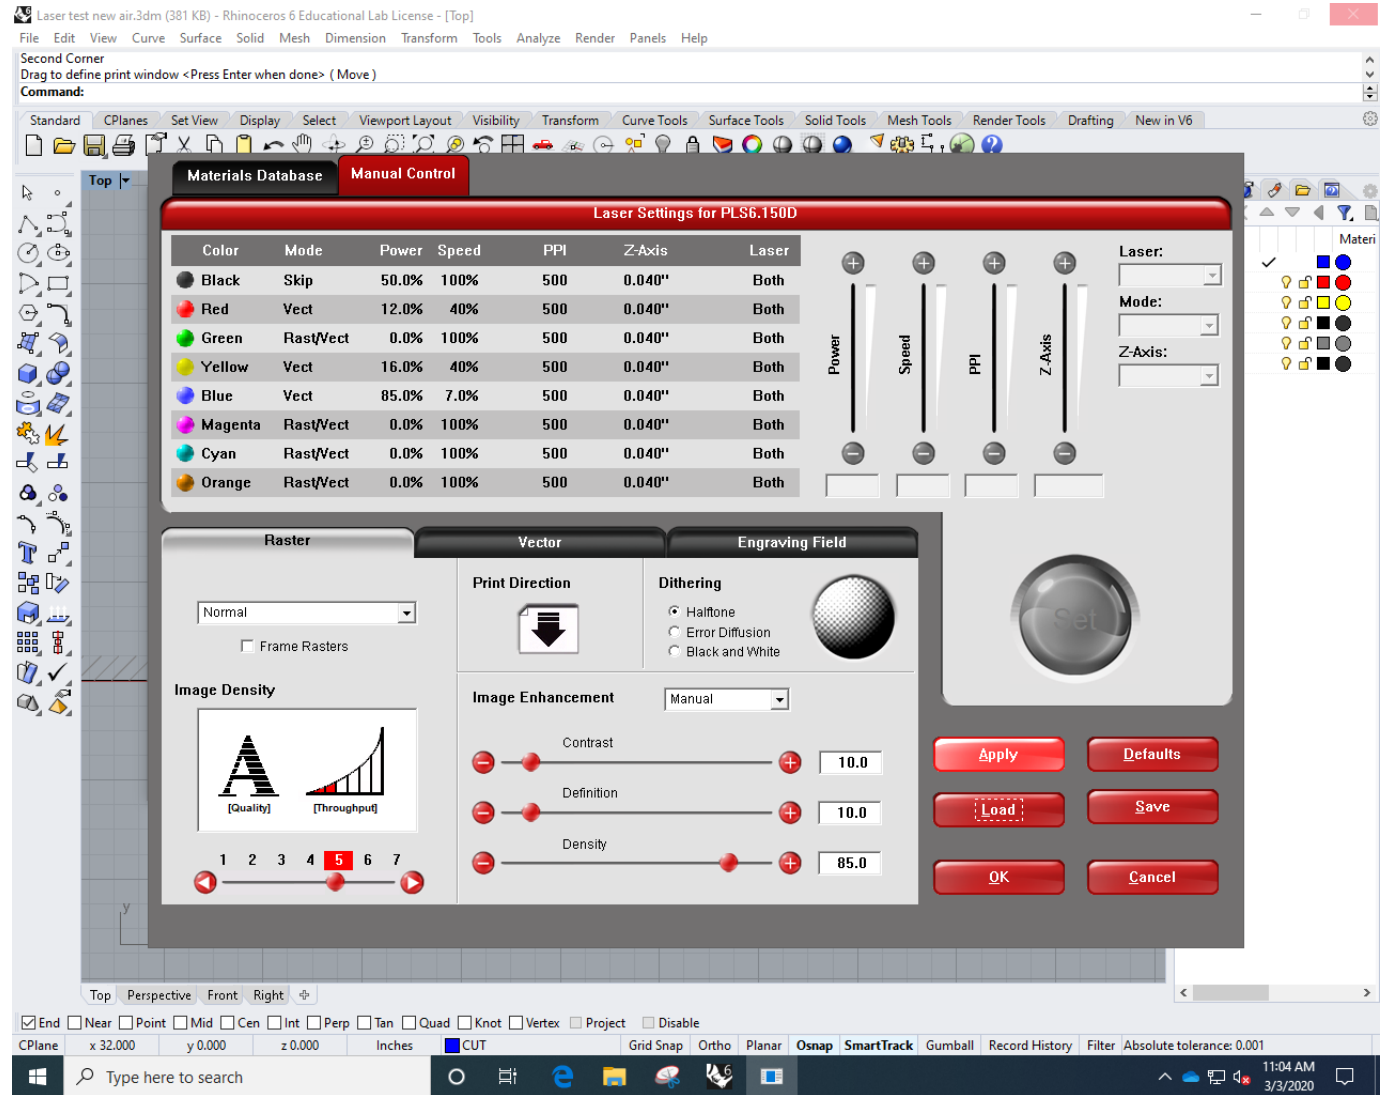 Laser test new air.3dm (381 KB) - Rhinoceros 6 Educational Lab License - [Top]
File Edit View Curve Surface Solid Mesh Dimension Transform Tools Analyze Render Panels Help
Second Corner
Drag to define print window <Press Enter when done> ( Move )
Command:
Standard CPlanes Set View Display Select Viewport Layout Visibility Transform Curve Tools Surface Tools Solid Tools Mesh Tools Render Tools Drafting New in V6
Top
Materials Database Manual Control
Laser Settings for PLS6.150D
Materi
Color Mode Power Speed PPI Z-Axis Laser
Black Skip 50.0% 100% 500 0.040" Both
Red Vect 12.0% 40% 500 0.040" Both
Green Rast/Vect 0.0% 100% 500 0.040" Both
Yellow Vect 16.0% 40% 500 0.040" Both
Blue Vect 85.0% 7.0% 500 0.040" Both
Magenta Rast/Vect 0.0% 100% 500 0.040" Both
Cyan Rast/Vect 0.0% 100% 500 0.040" Both
Orange Rast/Vect 0.0% 100% 500 0.040" Both
Power
Speed
PPI
Z-Axis
Laser:
Mode:
Z-Axis:
Raster Vector Engraving Field
Normal
Frame Rasters
Print Direction
Dithering
Halftone
Error Diffusion
Black and White
Set
Image Density
A
[Quality] [Throughput]
1 2 3 4 5 6 7
Image Enhancement Manual
Contrast
10.0
Definition
10.0
Density
85.0
Apply Defaults
Load Save
OK Cancel
y
Top Perspective Front Right
End Near Point Mid Cen Int Perp Tan Quad Knot Vertex Project Disable
CPlane x 32.000 y 0.000 z 0.000 Inches CUT Grid Snap Ortho Planar Osnap SmartTrack Gumball Record History Filter Absolute tolerance: 0.001
Type here to search
6
11:04 AM
3/3/2020